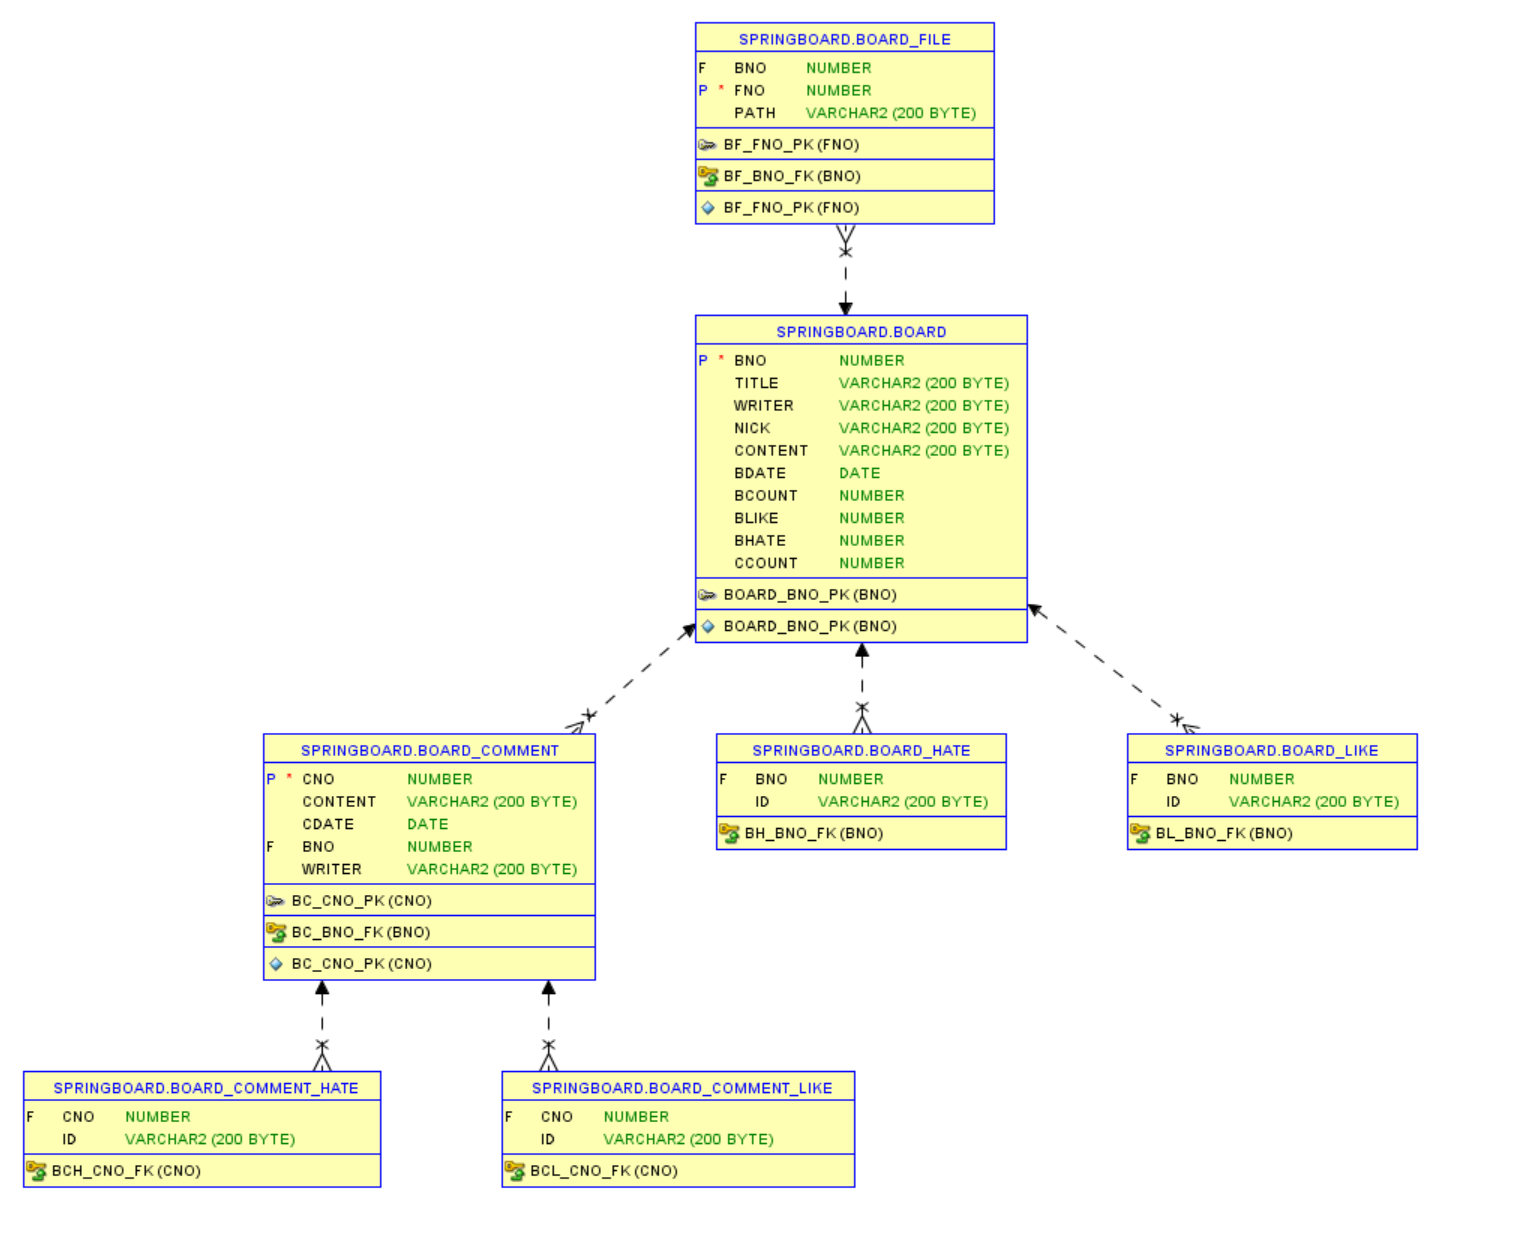 SPRINGBOARD.BOARD_FILE
F BNO NUMBER
P * FNO NUMBER
PATH VARCHAR2 (200 BYTE)
BF_FNO_PK (FNO)
BF_BNO_FK (BNO)
BF_FNO_PK (FNO)
SPRINGBOARD.BOARD
P * BNO NUMBER
TITLE VARCHAR2 (200 BYTE)
WRITER VARCHAR2 (200 BYTE)
NICK VARCHAR2 (200 BYTE)
CONTENT VARCHAR2 (200 BYTE)
BDATE DATE
BCOUNT NUMBER
BLIKE NUMBER
BHATE NUMBER
CCOUNT NUMBER
BOARD_BNO_PK (BNO)
BOARD_BNO_PK (BNO)
SPRINGBOARD.BOARD_COMMENT
P * CNO NUMBER
CONTENT VARCHAR2 (200 BYTE)
CDATE DATE
F BNO NUMBER
WRITER VARCHAR2 (200 BYTE)
BC_CNO_PK (CNO)
BC_BNO_FK (BNO)
BC_CNO_PK (CNO)
SPRINGBOARD.BOARD_HATE
F BNO NUMBER
ID VARCHAR2 (200 BYTE)
BH_BNO_FK (BNO)
SPRINGBOARD.BOARD_LIKE
F BNO NUMBER
ID VARCHAR2 (200 BYTE)
BL_BNO_FK (BNO)
SPRINGBOARD.BOARD_COMMENT_HATE
F CNO NUMBER
ID VARCHAR2 (200 BYTE)
BCH_CNO_FK (CNO)
SPRINGBOARD.BOARD_COMMENT_LIKE
F CNO NUMBER
ID VARCHAR2 (200 BYTE)
BCL_CNO_FK (CNO)